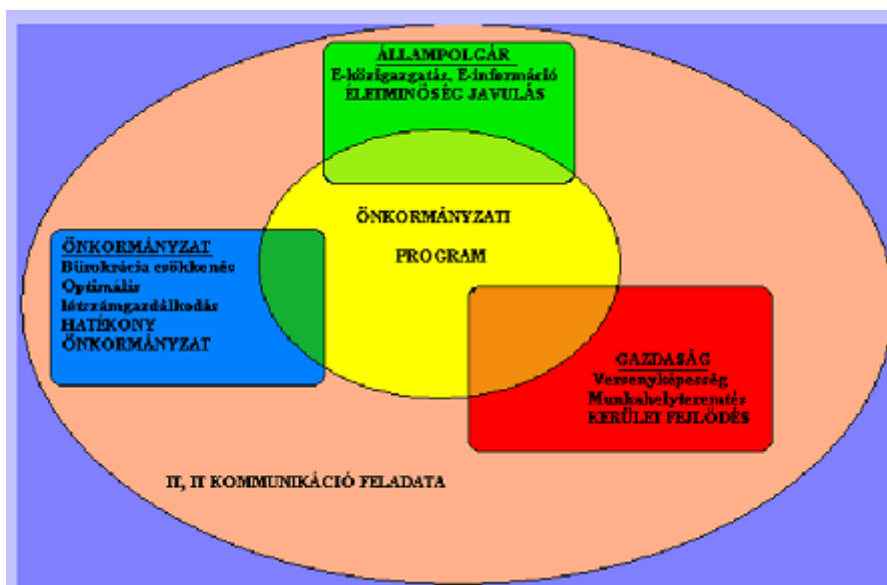 ÁLLAMPOLGÁR
E-közigazgatás, E-információ
ÉLETMINŐSÉG JAVULÁS
ÖNKORMÁNYZATI
PROGRAM
ÖNKORMÁNYZAT
Bürokrácia csökkenés
Optimális
létszámgazdálkodás
HATÉKONY
ÖNKORMÁNYZAT
GAZDASÁG
Versenyképesség
Munkahelyteremtés
KERÜLET FEJLŐDÉS
IT, IT KOMMUNIKÁCIÓ FELADATA